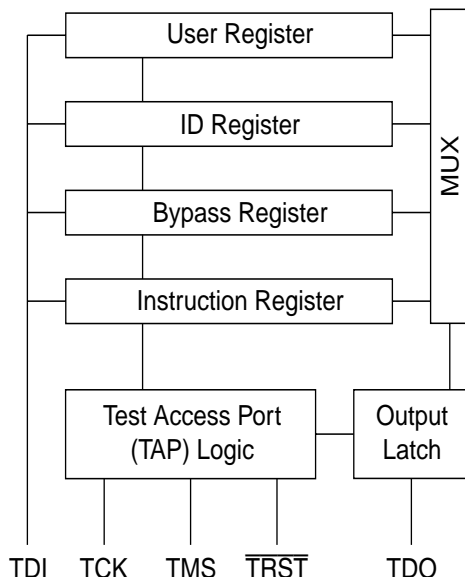 User Register
ID Register
MUX
Bypass Register
Instruction Register
Test Access Port
(TAP) Logic
Output
Latch
TDI TCK TMS T̅R̅S̅T̅ TDO